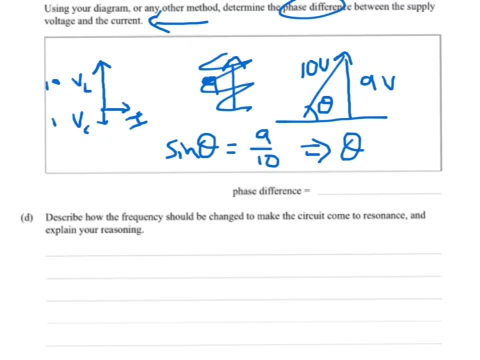 Using your diagram, or any other method, determine the phase difference between the supply
voltage and the current.
10 V_L
1 V_C
I
10V
9V
θ
sinθ = 9/10 ⇒ θ
phase difference =
(d) Describe how the frequency should be changed to make the circuit come to resonance, and
explain your reasoning.